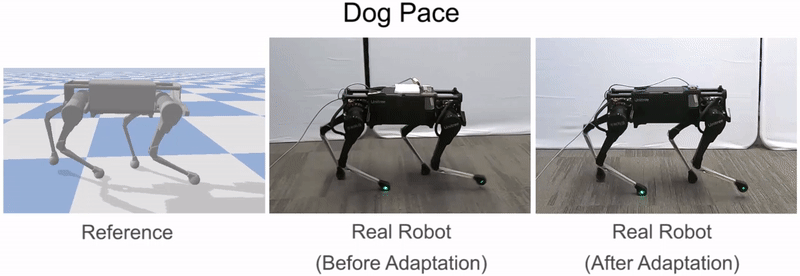 Dog Pace
Reference
Real Robot
(Before Adaptation)
Real Robot
(After Adaptation)